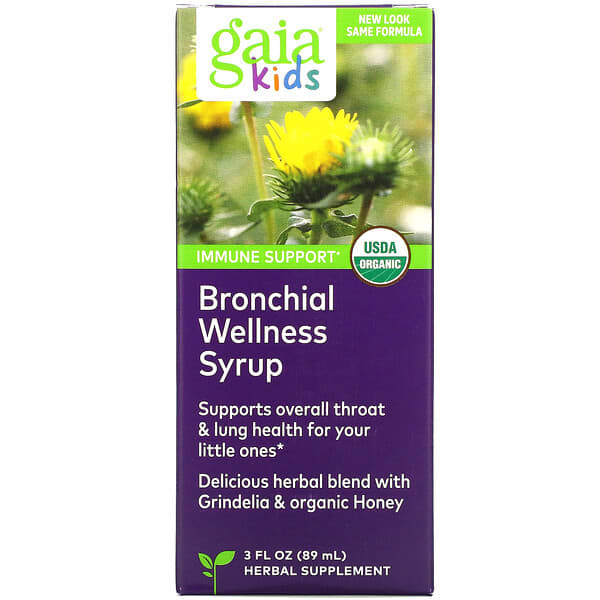 gaia
kids
NEW LOOK
SAME FORMULA
IMMUNE SUPPORT*
USDA
ORGANIC
Bronchial
Wellness
Syrup
Supports overall throat
& lung health for your
little ones*
Delicious herbal blend with
Grindelia & organic Honey
3 FL OZ (89 mL)
HERBAL SUPPLEMENT